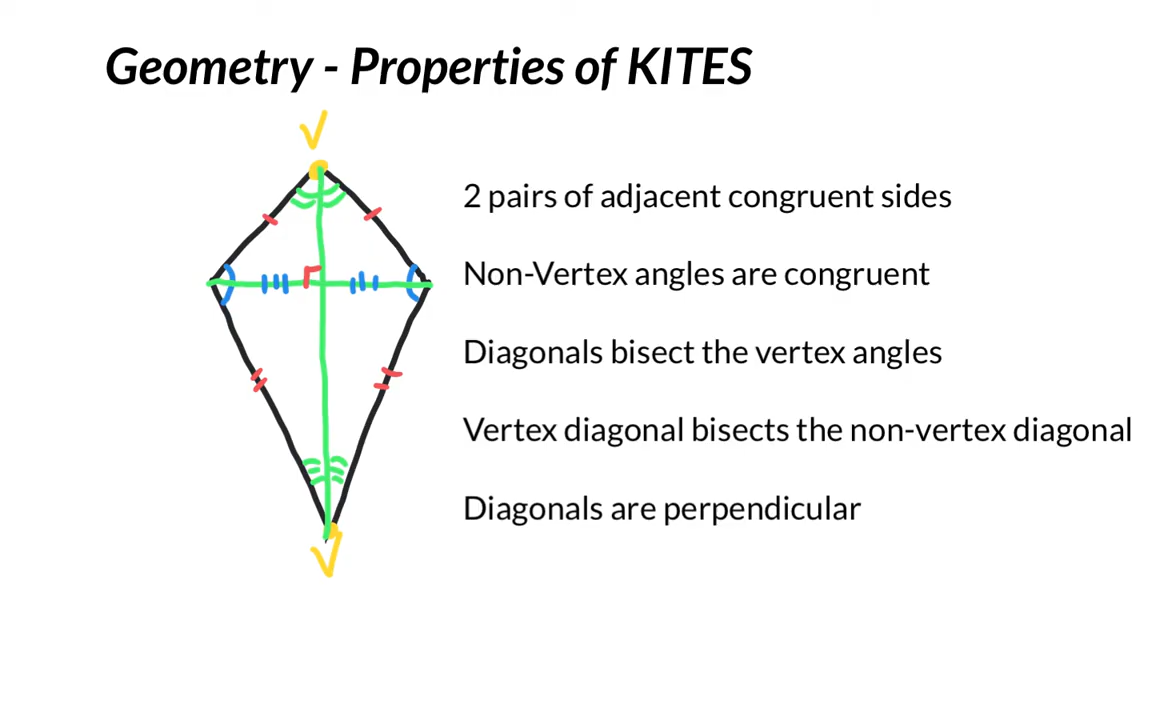 Geometry - Properties of KITES
V
2 pairs of adjacent congruent sides
Non-Vertex angles are congruent
Diagonals bisect the vertex angles
Vertex diagonal bisects the non-vertex diagonal
Diagonals are perpendicular
V